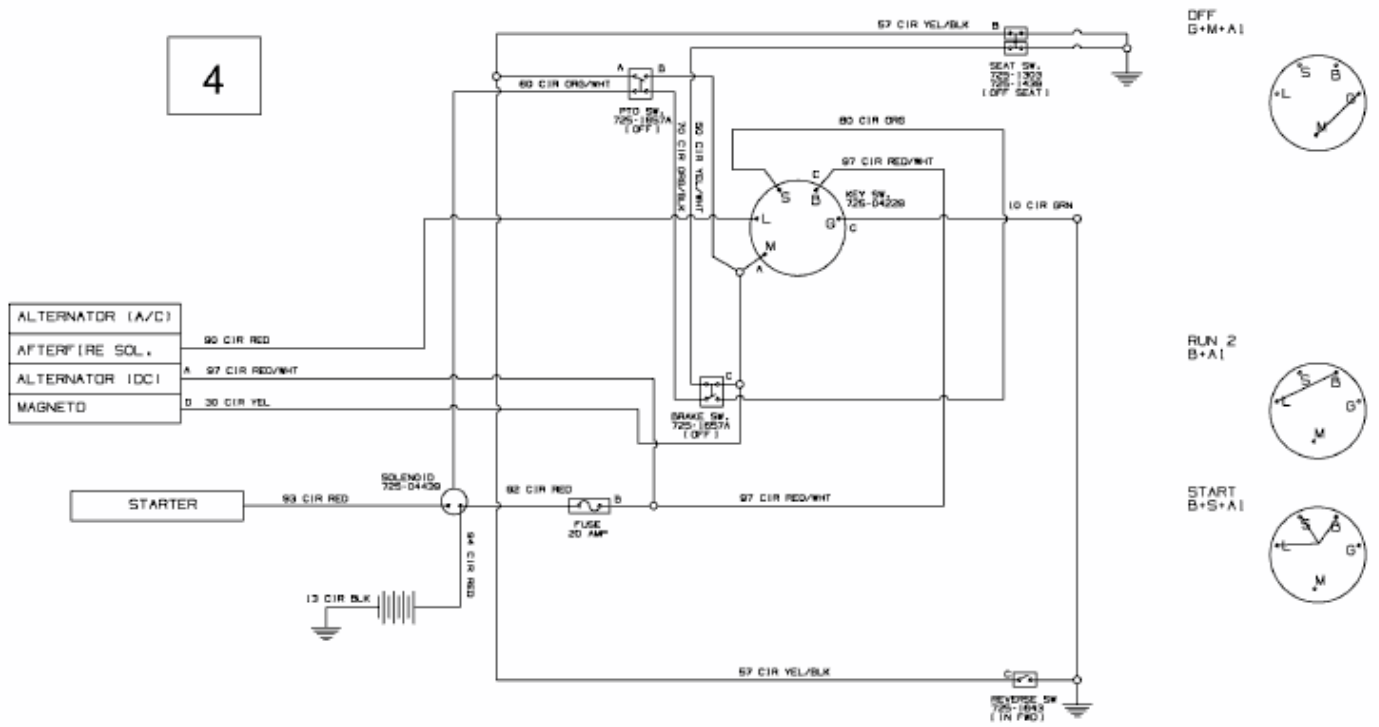 4
57 CIR YEL/BLK
B
SEAT SW.
725-1303
725-1439
(OFF SEAT)
OFF
G+M+A1
S
B
L
G
M
A
B
60 CIR ORG/WHT
PTO SW.
725-1657A
(OFF)
70 CIR ORG/BLK
50 CIR YEL/WHT
80 CIR ORG
97 CIR RED/WHT
C
KEY SW.
725-04228
S
B
L
G
M
G
A
10 CIR GRN
ALTERNATOR (A/C)
AFTERFIRE SOL.
90 CIR RED
ALTERNATOR (DC)
A
97 CIR RED/WHT
MAGNETO
D
30 CIR YEL
C
BRAKE SW.
725-1657A
(OFF)
RUN 2
B+A1
S
B
L
G
M
SOLENOID
725-04439
STARTER
93 CIR RED
92 CIR RED
B
FUSE
20 AMP
97 CIR RED/WHT
94 CIR RED
13 CIR BLK
START
B+S+A1
S
B
L
G
M
57 CIR YEL/BLK
C
REVERSE SW
725-1643
(IN FWD)